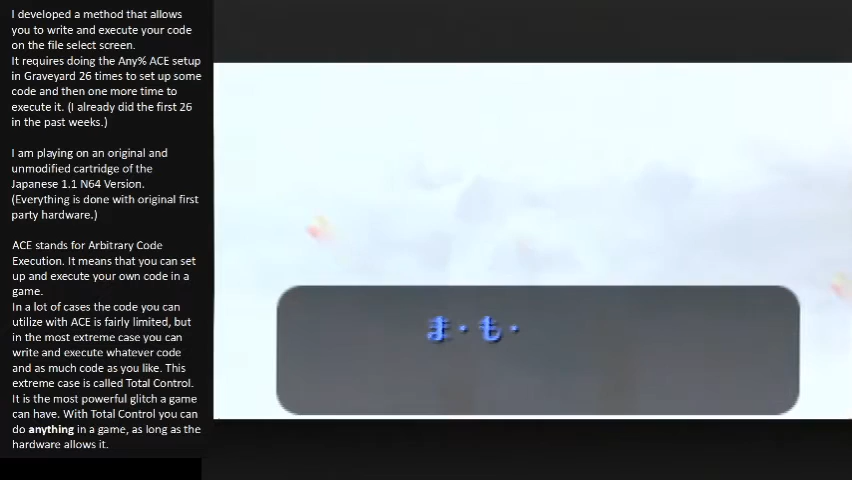 I developed a method that allows
you to write and execute your code
on the file select screen.
It requires doing the Any% ACE setup
in Graveyard 26 times to set up some
code and then one more time to
execute it. (I already did the first 26
in the past weeks.)
I am playing on an original and
unmodified cartridge of the
Japanese 1.1 N64 Version.
(Everything is done with original first
party hardware.)
ACE stands for Arbitrary Code
Execution. It means that you can set
up and execute your own code in a
game.
In a lot of cases the code you can
utilize with ACE is fairly limited, but
in the most extreme case you can
write and execute whatever code
and as much code as you like. This
extreme case is called Total Control.
It is the most powerful glitch a game
can have. With Total Control you can
do anything in a game, as long as the
hardware allows it.
ま・も・